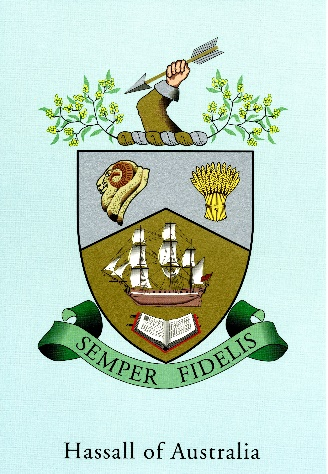 SEMPER FIDELIS
Hassall of Australia